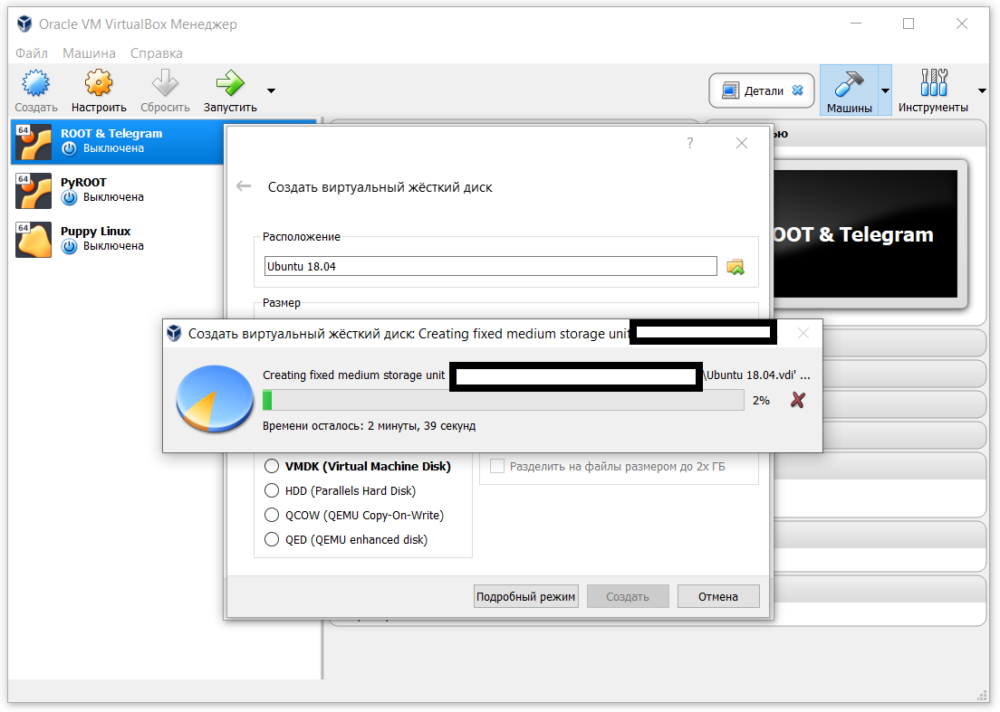 Oracle VM VirtualBox Менеджер
Файл Машина Справка
Создать Настроить Сбросить Запустить Детали Машины Инструменты
64 ROOT & Telegram
Выключена
64 PyROOT
Выключена
64 Puppy Linux
Выключена
OOT & Telegram
?
Создать виртуальный жёсткий диск
Расположение
Ubuntu 18.04
Размер
Создать виртуальный жёсткий диск: Creating fixed medium storage unit
Creating fixed medium storage unit \Ubuntu 18.04.vdi' ...
2%
Времени осталось: 2 минуты, 39 секунд
VMDK (Virtual Machine Disk)
Разделить на файлы размером до 2х ГБ
HDD (Parallels Hard Disk)
QCOW (QEMU Copy-On-Write)
QED (QEMU enhanced disk)
Подробный режим Создать Отмена